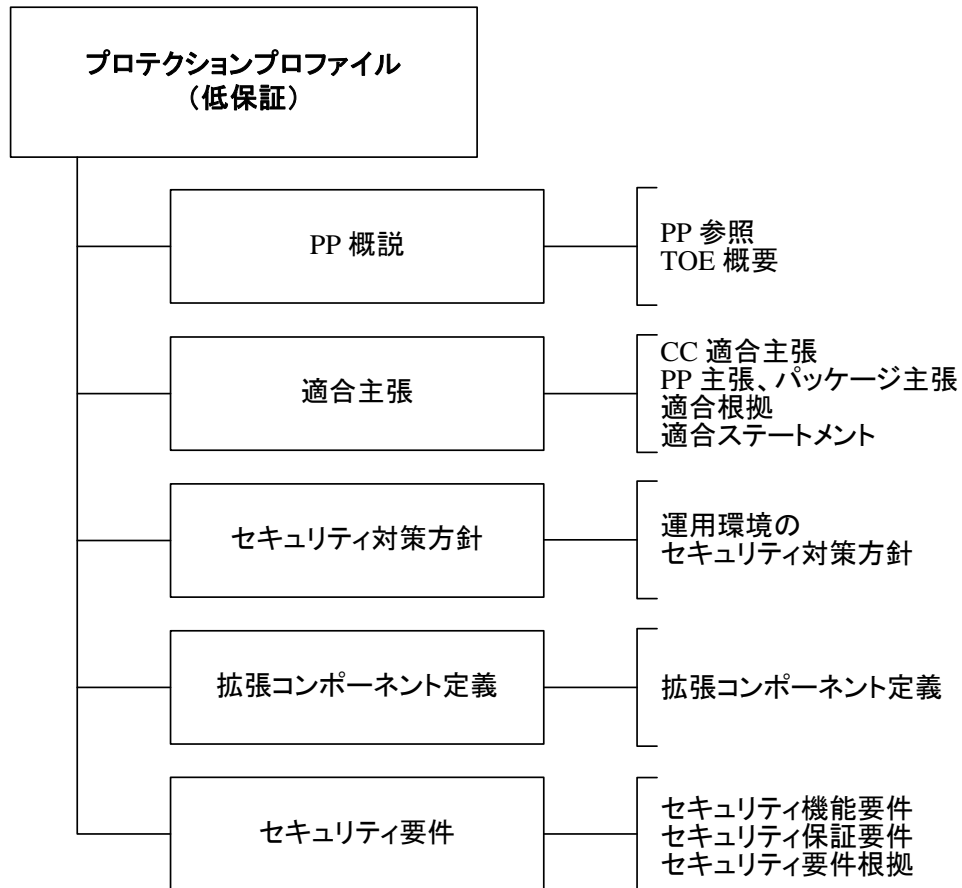 プロテクションプロファイル
（低保証）
PP 概説
PP 参照
TOE 概要
適合主張
CC 適合主張
PP 主張、パッケージ主張
適合根拠
適合ステートメント
セキュリティ対策方針
運用環境の
セキュリティ対策方針
拡張コンポーネント定義
拡張コンポーネント定義
セキュリティ要件
セキュリティ機能要件
セキュリティ保証要件
セキュリティ要件根拠